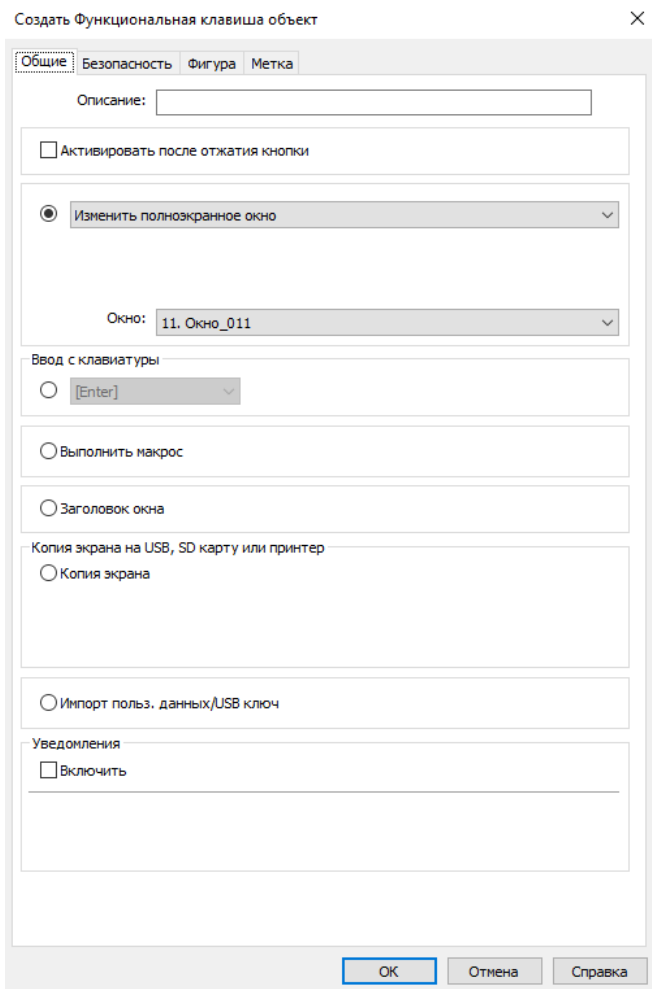 Создать Функциональная клавиша объект
Общие Безопасность Фигура Метка
Описание:
Активировать после отжатия кнопки
Изменить полноэкранное окно
Окно: 11. Окно_011
Ввод с клавиатуры
[Enter]
Выполнить макрос
Заголовок окна
Копия экрана на USB, SD карту или принтер
Копия экрана
Импорт польз. данных/USB ключ
Уведомления
Включить
ОК Отмена Справка